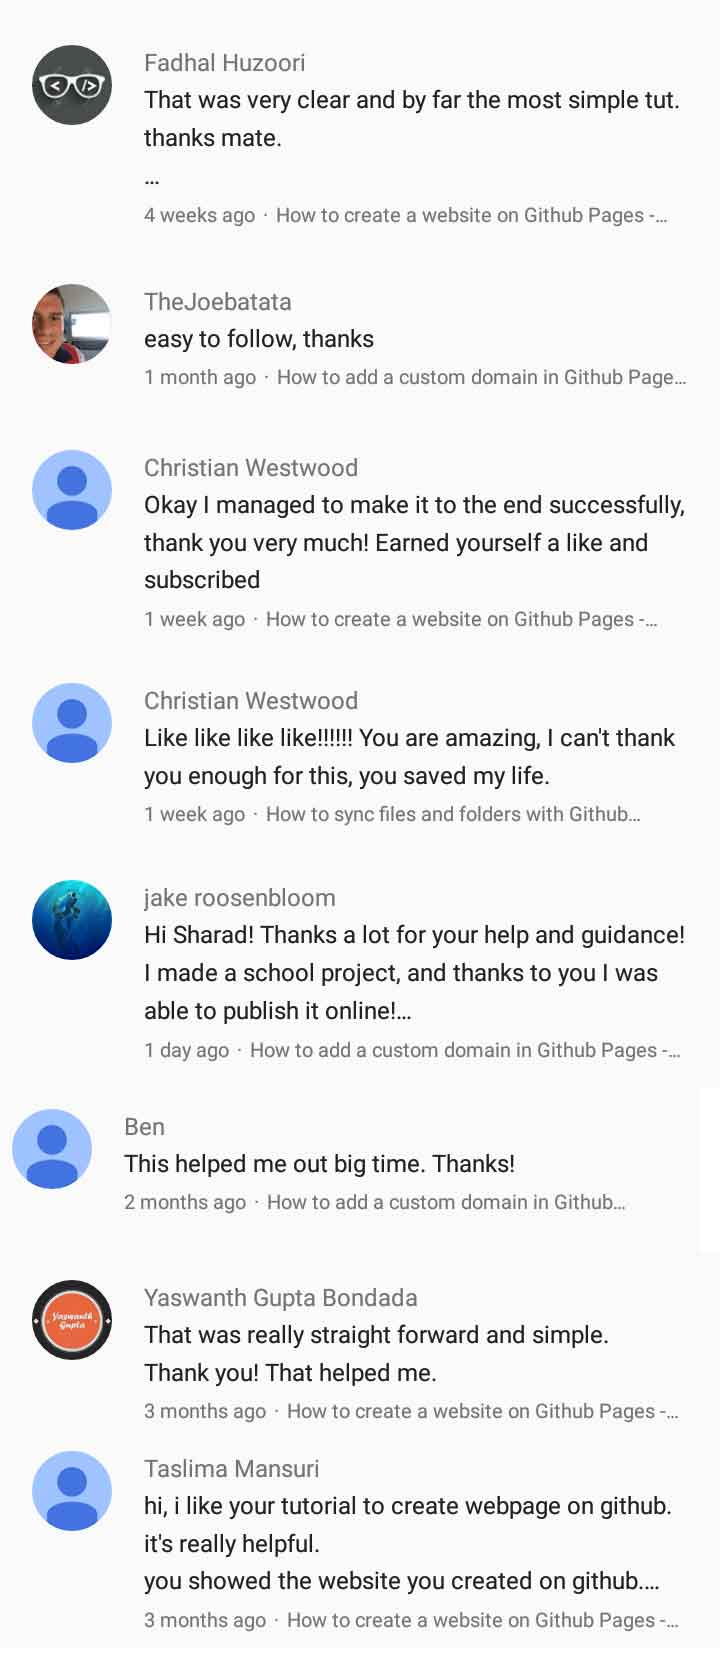 Fadhal Huzoori
That was very clear and by far the most simple tut.
thanks mate.
...
4 weeks ago · How to create a website on Github Pages -...
TheJoebatata
easy to follow, thanks
1 month ago · How to add a custom domain in Github Page...
Christian Westwood
Okay I managed to make it to the end successfully,
thank you very much! Earned yourself a like and
subscribed
1 week ago · How to create a website on Github Pages -...
Christian Westwood
Like like like like!!!!!! You are amazing, I can't thank
you enough for this, you saved my life.
1 week ago · How to sync files and folders with Github...
jake roosenbloom
Hi Sharad! Thanks a lot for your help and guidance!
I made a school project, and thanks to you I was
able to publish it online!...
1 day ago · How to add a custom domain in Github Pages -...
Ben
This helped me out big time. Thanks!
2 months ago · How to add a custom domain in Github...
Yaswanth
Gupta
Yaswanth Gupta Bondada
That was really straight forward and simple.
Thank you! That helped me.
3 months ago · How to create a website on Github Pages -...
Taslima Mansuri
hi, i like your tutorial to create webpage on github.
it's really helpful.
you showed the website you created on github....
3 months ago · How to create a website on Github Pages -...